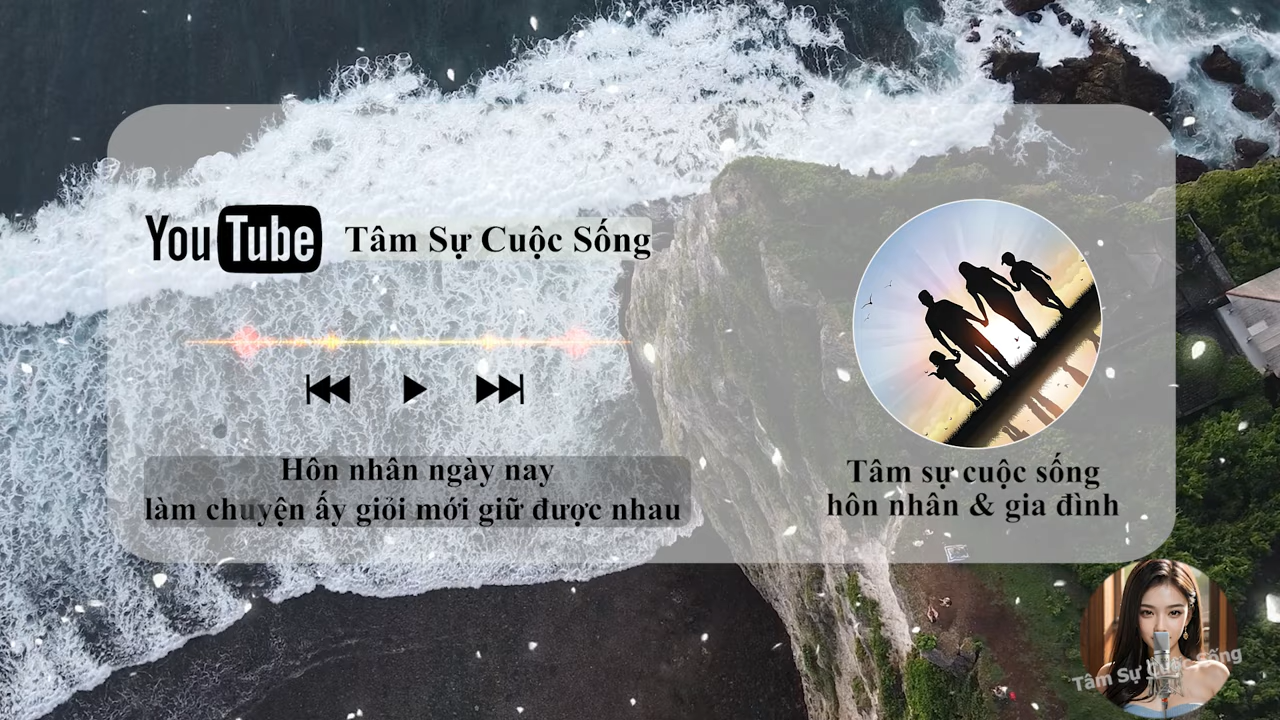 YouTube Tâm Sự Cuộc Sống
Hôn nhân ngày nay
làm chuyện ấy giỏi mới giữ được nhau
Tâm sự cuộc sống
hôn nhân & gia đình
Tâm Sự Cuộc Sống